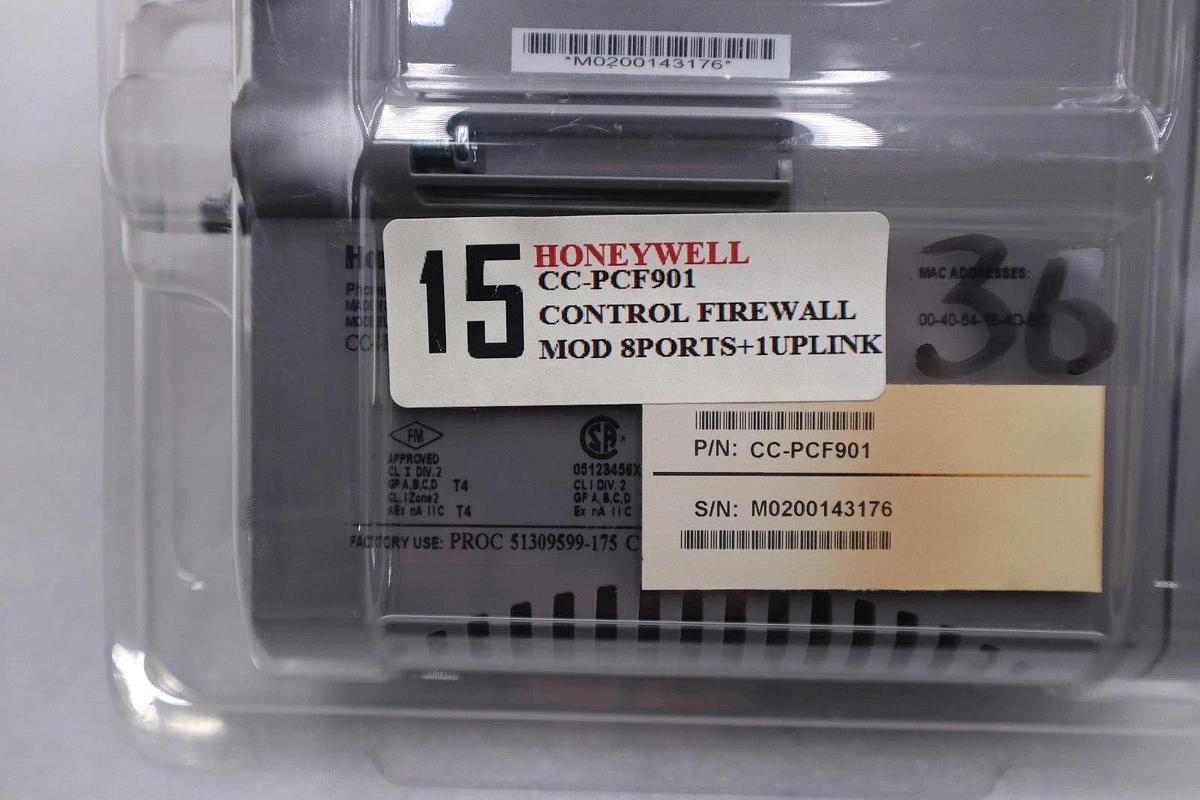 *M0200143176*
15
HONEYWELL
CC-PCF901
CONTROL FIREWALL
MOD 8PORTS+1UPLINK
MAC ADDRESSES:
36
P/N: CC-PCF901
S/N: M0200143176
FM
APPROVED
CL I DIV. 2
GP A,B,C,D T4
CL. I Zone 2
AEx nA IIC T4
SA
CL I DIV. 2
GP A, B, C, D
Ex nA IIC
FACTORY USE: PROC 51309599-175 C